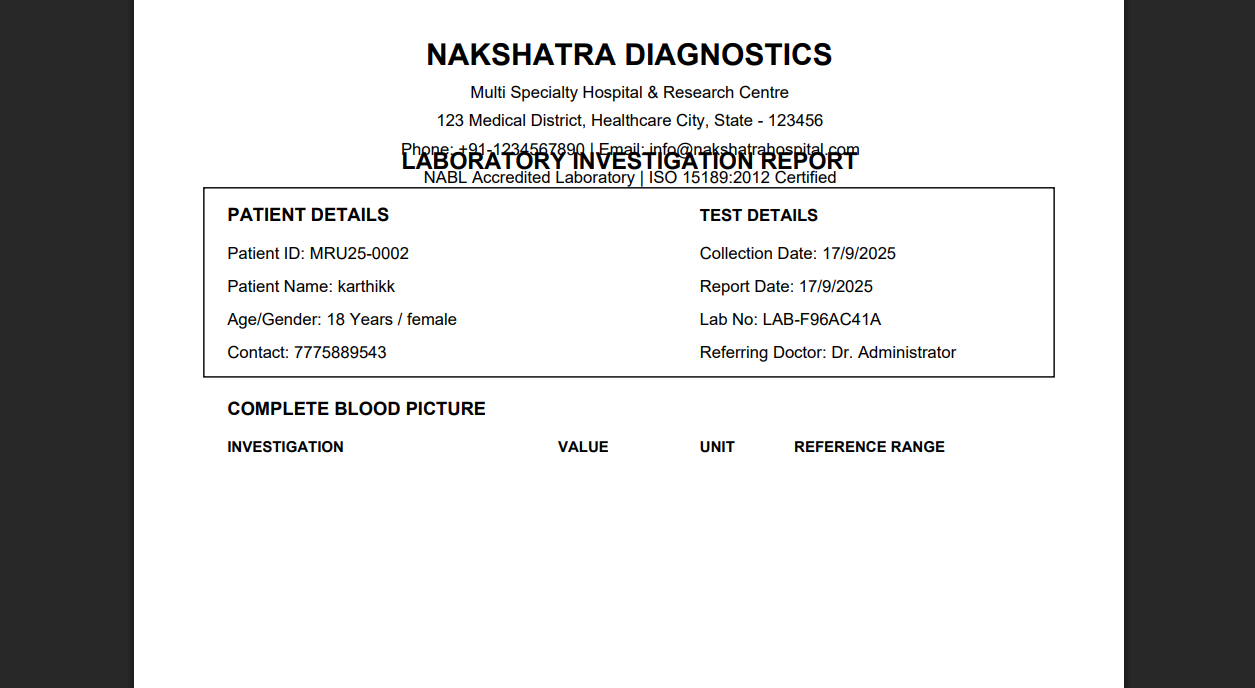 NAKSHATRA DIAGNOSTICS
Multi Specialty Hospital & Research Centre
123 Medical District, Healthcare City, State - 123456
Phone: +91-1234567890 | Email: info@nakshatrahospital.com
LABORATORY INVESTIGATION REPORT
NABL Accredited Laboratory | ISO 15189:2012 Certified
PATIENT DETAILS
Patient ID: MRU25-0002
Patient Name: karthikk
Age/Gender: 18 Years / female
Contact: 7775889543
TEST DETAILS
Collection Date: 17/9/2025
Report Date: 17/9/2025
Lab No: LAB-F96AC41A
Referring Doctor: Dr. Administrator
COMPLETE BLOOD PICTURE
INVESTIGATION VALUE UNIT REFERENCE RANGE